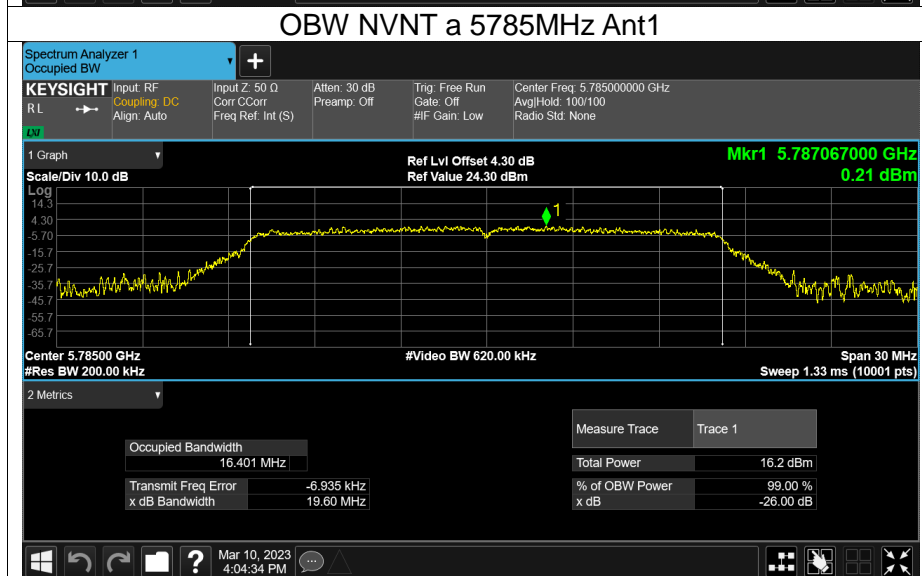 OBW NVNT a 5785MHz Ant1
Spectrum Analyzer 1
Occupied BW
KEYSIGHT
R L
LXI
Input: RF
Coupling: DC
Align: Auto
Input Z: 50 Ω
Corr CCorr
Freq Ref: Int (S)
Atten: 30 dB
Preamp: Off
Trig: Free Run
Gate: Off
#IF Gain: Low
Center Freq: 5.785000000 GHz
Avg|Hold: 100/100
Radio Std: None
1 Graph
Scale/Div 10.0 dB
Ref Lvl Offset 4.30 dB
Ref Value 24.30 dBm
Mkr1 5.787067000 GHz
0.21 dBm
Log
14.3
4.30
-5.70
-15.7
-25.7
-35.7
-45.7
-55.7
-65.7
1
Center 5.78500 GHz
#Res BW 200.00 kHz
#Video BW 620.00 kHz
Span 30 MHz
Sweep 1.33 ms (10001 pts)
2 Metrics
Measure Trace Trace 1
Occupied Bandwidth
16.401 MHz
Total Power 16.2 dBm
Transmit Freq Error -6.935 kHz
% of OBW Power 99.00 %
x dB Bandwidth 19.60 MHz
x dB -26.00 dB
?
Mar 10, 2023
4:04:34 PM